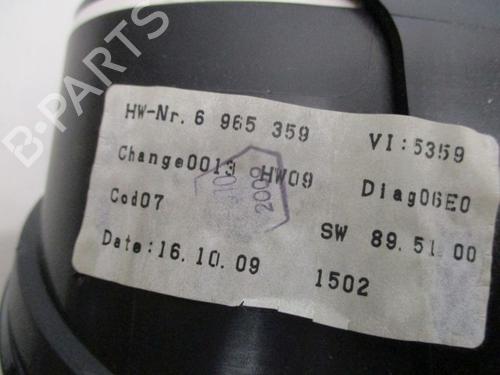 B-PARTS
HW-Nr. 6 965 359 VI:5359
Change0013 HW09 Diag06E0
Cod07 SW 89.51.00
Date:16.10.09 1502
2009